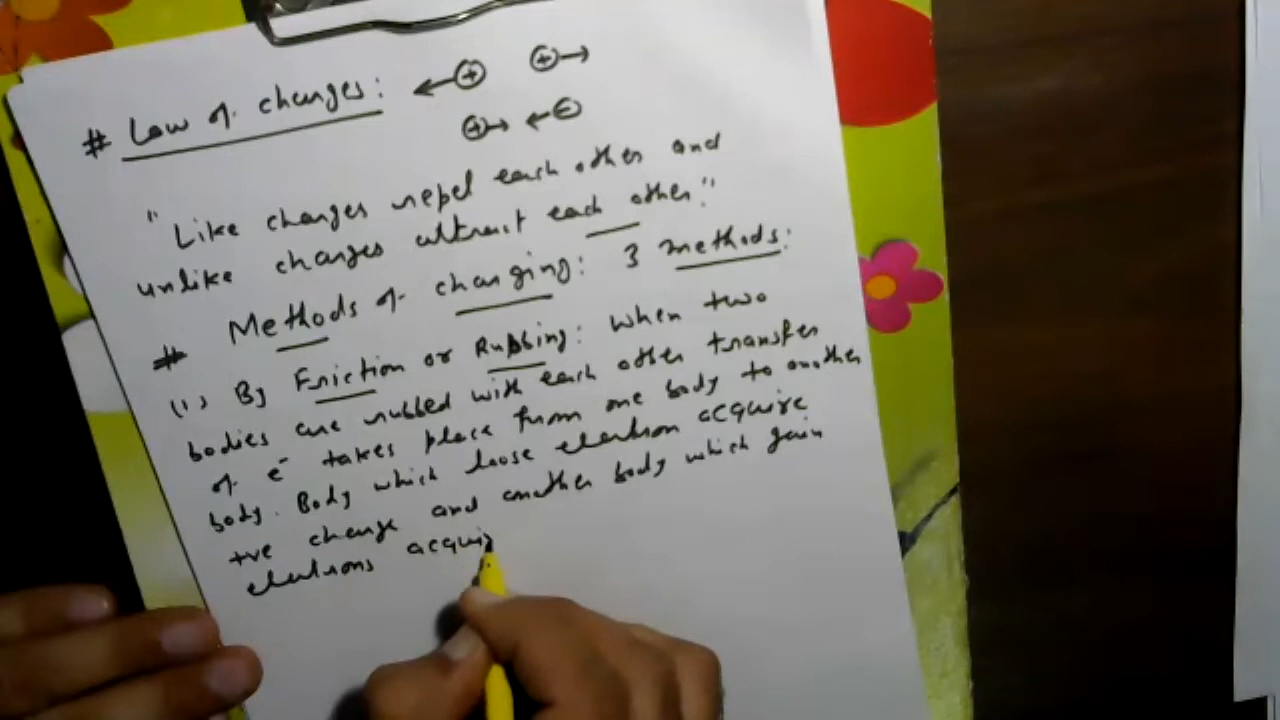 # Law of charges: ←⊕ ⊕→
⊕→ ←⊖
"Like charges repel each other and
unlike charges attract each other."
# Methods of charging: 3 methods:
(1) By Friction or Rubbing: when two
bodies are rubbed with each other transfer
of e⁻ takes place from one body to another
body. Body which loose electron acquire
+ve charge and another body which gain
electrons acqui